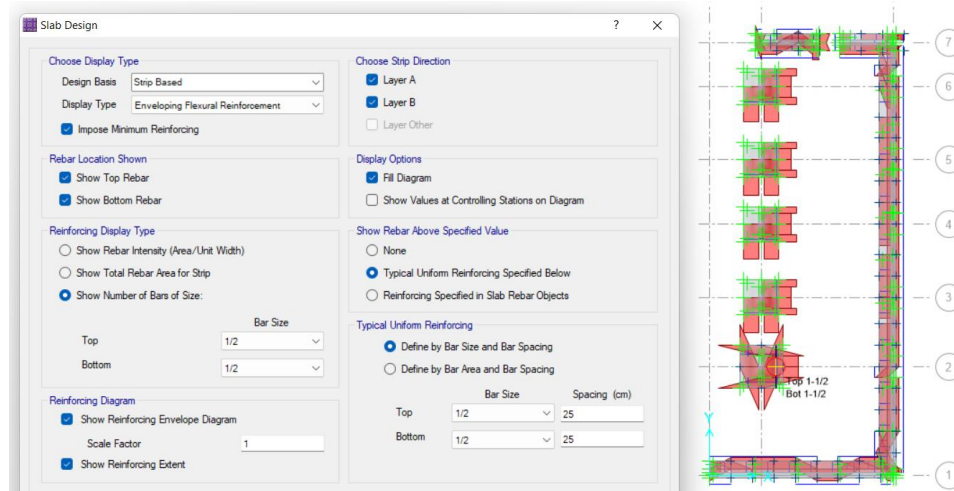 Slab Design
?
X
Choose Display Type
Design Basis Strip Based
Display Type Enveloping Flexural Reinforcement
Impose Minimum Reinforcing
Rebar Location Shown
Show Top Rebar
Show Bottom Rebar
Reinforcing Display Type
Show Rebar Intensity (Area/Unit Width)
Show Total Rebar Area for Strip
Show Number of Bars of Size:
Bar Size
Top 1/2
Bottom 1/2
Reinforcing Diagram
Show Reinforcing Envelope Diagram
Scale Factor 1
Show Reinforcing Extent
Choose Strip Direction
Layer A
Layer B
Layer Other
Display Options
Fill Diagram
Show Values at Controlling Stations on Diagram
Show Rebar Above Specified Value
None
Typical Uniform Reinforcing Specified Below
Reinforcing Specified in Slab Rebar Objects
Typical Uniform Reinforcing
Define by Bar Size and Bar Spacing
Define by Bar Area and Bar Spacing
Bar Size Spacing (cm)
Top 1/2 25
Bottom 1/2 25
7
6
5
4
3
2
Top 1-1/2
Bot 1-1/2
Y
X
1